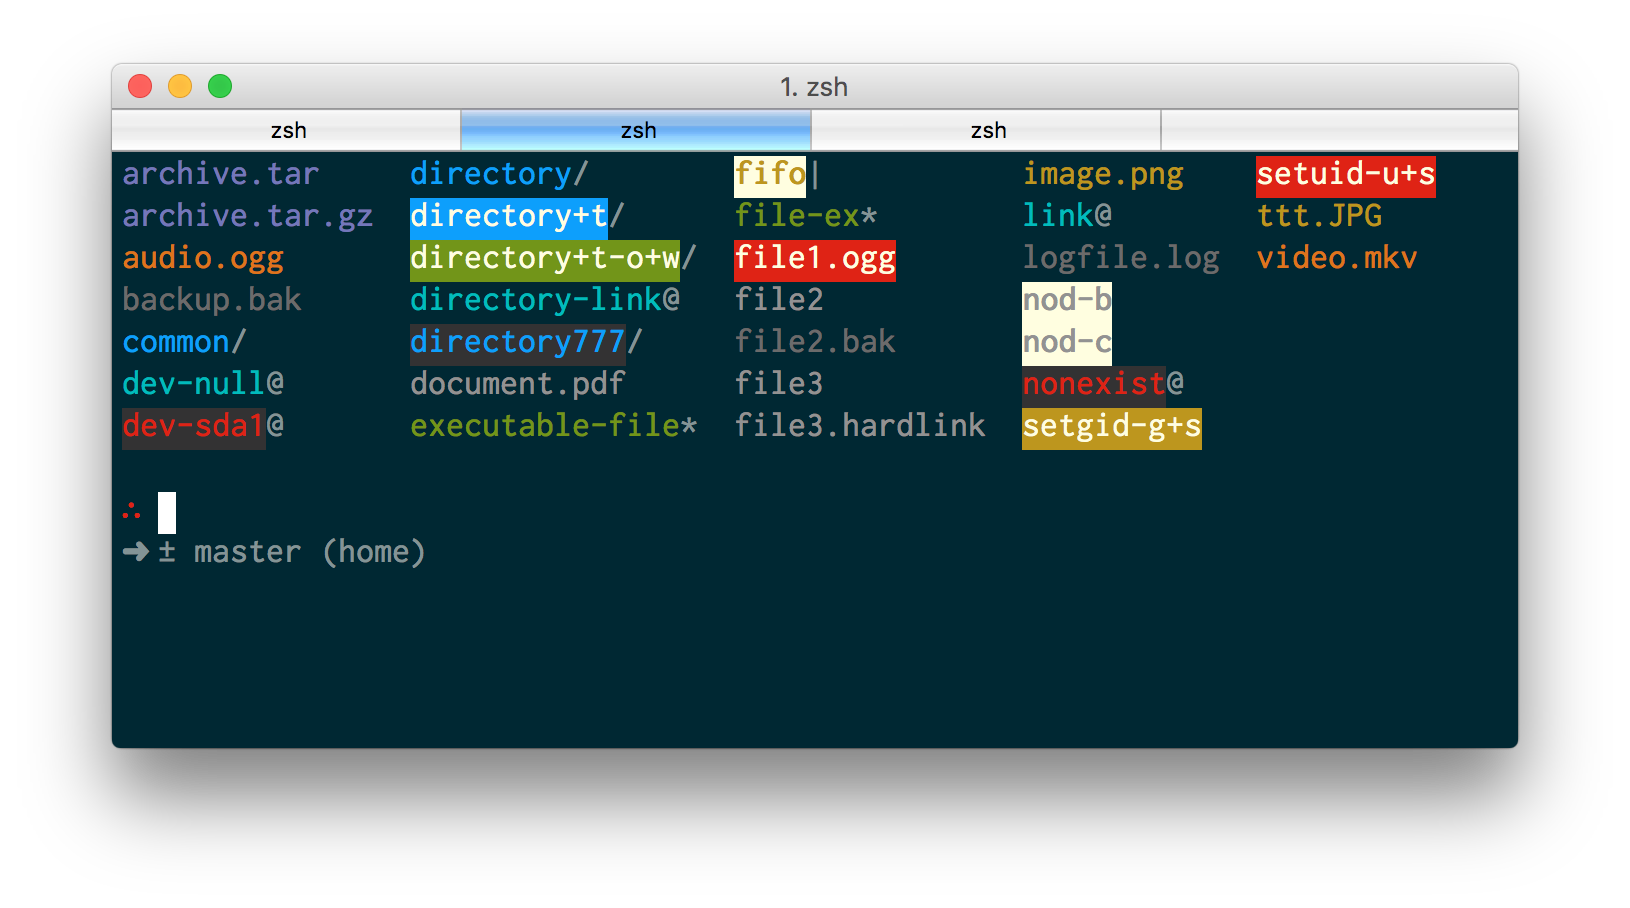 1. zsh
zsh zsh zsh
archive.tar directory/ fifo| image.png setuid-u+s
archive.tar.gz directory+t/ file-ex* link@ ttt.JPG
audio.ogg directory+t-o+w/ file1.ogg logfile.log video.mkv
backup.bak directory-link@ file2 nod-b
common/ directory777/ file2.bak nod-c
dev-null@ document.pdf file3 nonexist@
dev-sda1@ executable-file* file3.hardlink setgid-g+s
∴
➜ ± master (home)